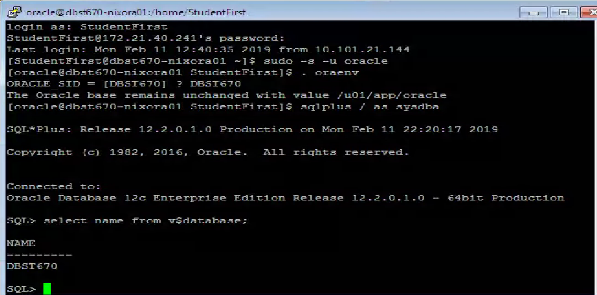 oracle@dbst670-nixora01:/home/StudentFirst
login as: StudentFirst
StudentFirst@172.21.40.241's password:
Last login: Mon Feb 11 12:40:35 2019 from 10.101.21.144
[StudentFirst@dbst670-nixora01 ~]$ sudo -s -u oracle
[oracle@dbst670-nixora01 StudentFirst]$ . oraenv
ORACLE_SID = [DBST670] ? DBST670
The Oracle base remains unchanged with value /u01/app/oracle
[oracle@dbst670-nixora01 StudentFirst]$ sqlplus / as sysdba
SQL*Plus: Release 12.2.0.1.0 Production on Mon Feb 11 22:20:17 2019
Copyright (c) 1982, 2016, Oracle.  All rights reserved.
Connected to:
Oracle Database 12c Enterprise Edition Release 12.2.0.1.0 - 64bit Production
SQL> select name from v$database;
NAME
---------
DBST670
SQL>